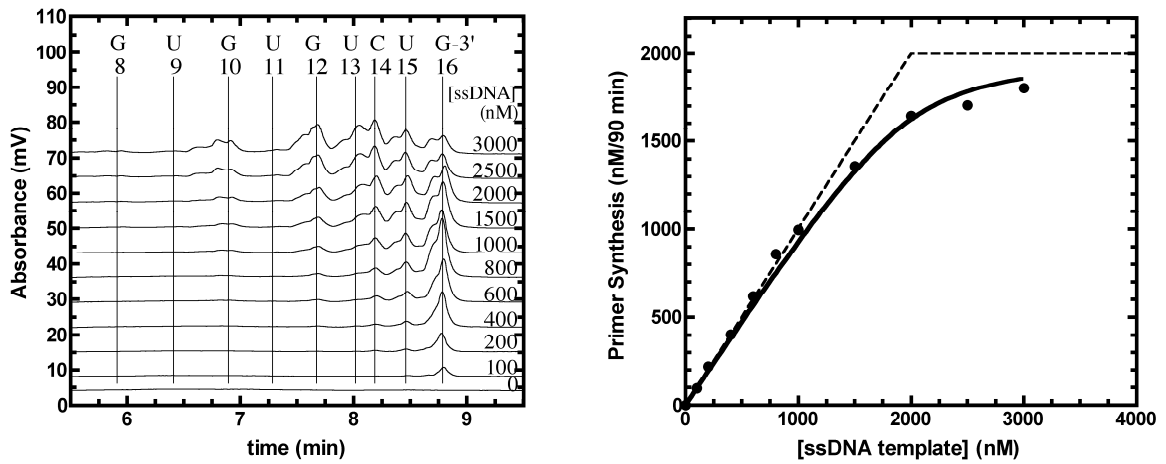 110
100
90
80
70
60
50
40
30
20
10
0
Absorbance (mV)
G U G U G U C U G-3'
8 9 10 11 12 13 14 15 16
[ssDNA]
(nM)
3000
2500
2000
1500
1000
800
600
400
200
100
0
6 7 8 9
time (min)
2000
1500
1000
500
0
Primer Synthesis (nM/90 min)
0 1000 2000 3000 4000
[ssDNA template] (nM)